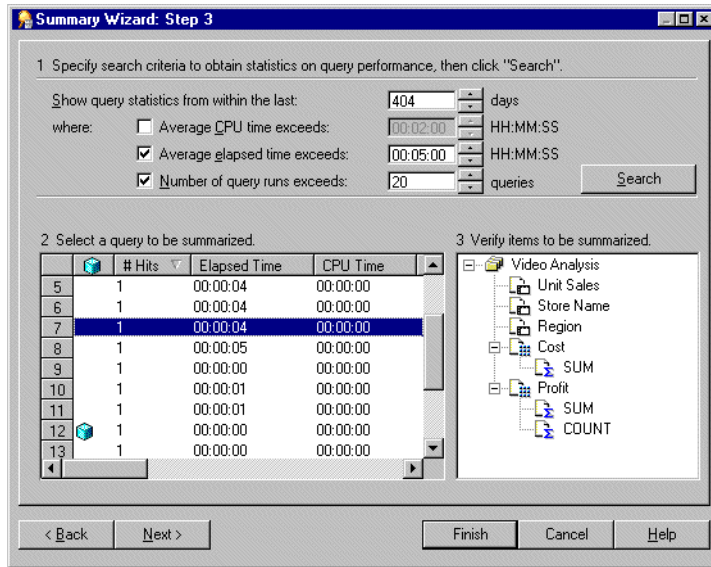 Summary Wizard: Step 3
1 Specify search criteria to obtain statistics on query performance, then click "Search".
Show query statistics from within the last: 404 days
where: Average CPU time exceeds: 00:02:00 HH:MM:SS
Average elapsed time exceeds: 00:05:00 HH:MM:SS
Number of query runs exceeds: 20 queries Search
2 Select a query to be summarized.
# Hits Elapsed Time CPU Time
5 1 00:00:04 00:00:00
6 1 00:00:04 00:00:00
7 1 00:00:04 00:00:00
8 1 00:00:05 00:00:00
9 1 00:00:00 00:00:00
10 1 00:00:01 00:00:00
11 1 00:00:01 00:00:00
12 1 00:00:00 00:00:00
13 1 00:00:00 00:00:00
3 Verify items to be summarized.
Video Analysis
Unit Sales
Store Name
Region
Cost
SUM
Profit
SUM
COUNT
< Back Next > Finish Cancel Help